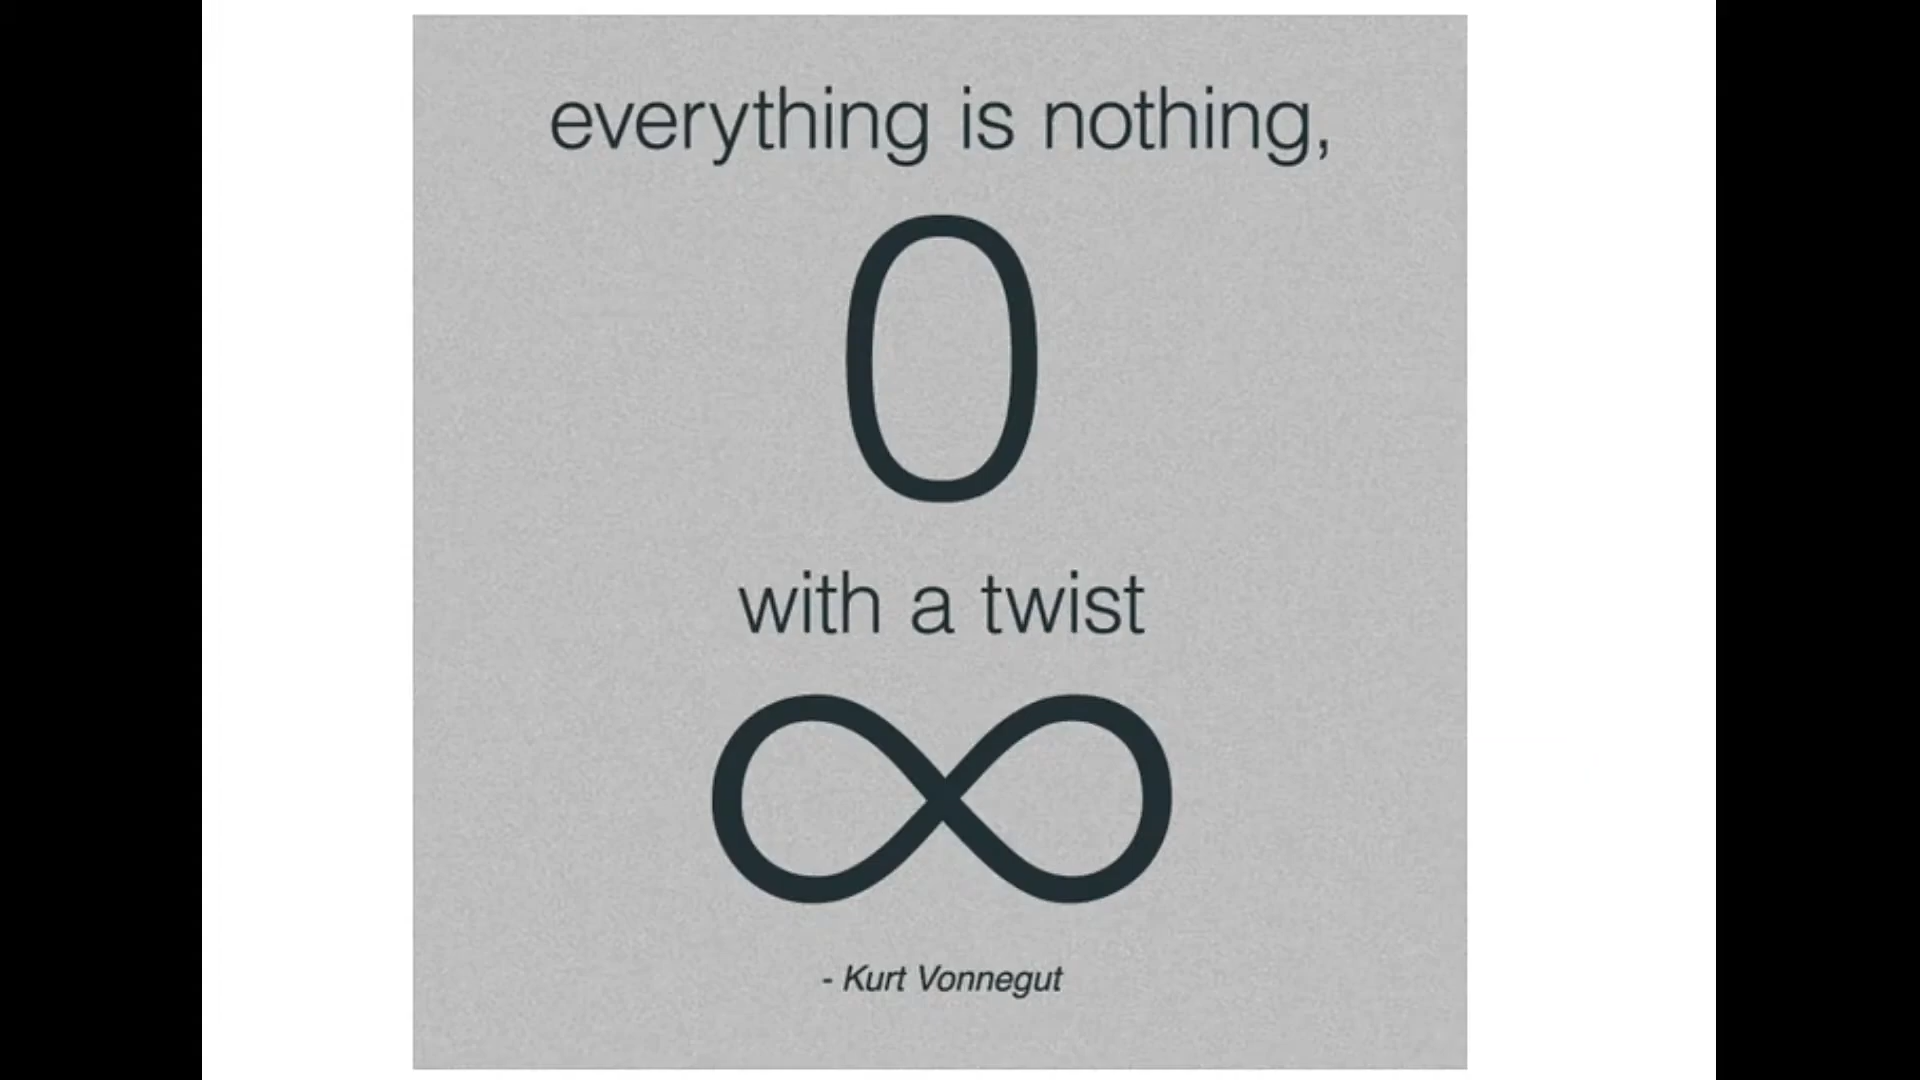 everything is nothing,
0
with a twist
∞
- Kurt Vonnegut